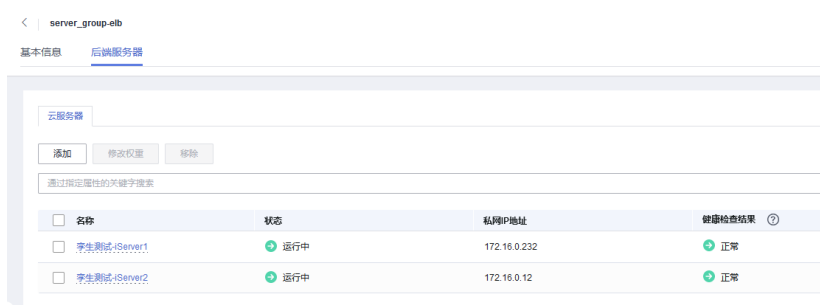 server_group-elb
基本信息 后端服务器
云服务器
添加 修改权重 移除
通过指定属性的关键字搜索
名称 状态 私网IP地址 健康检查结果 ?
孪生测试-iServer1 运行中 172.16.0.232 正常
孪生测试-iServer2 运行中 172.16.0.12 正常